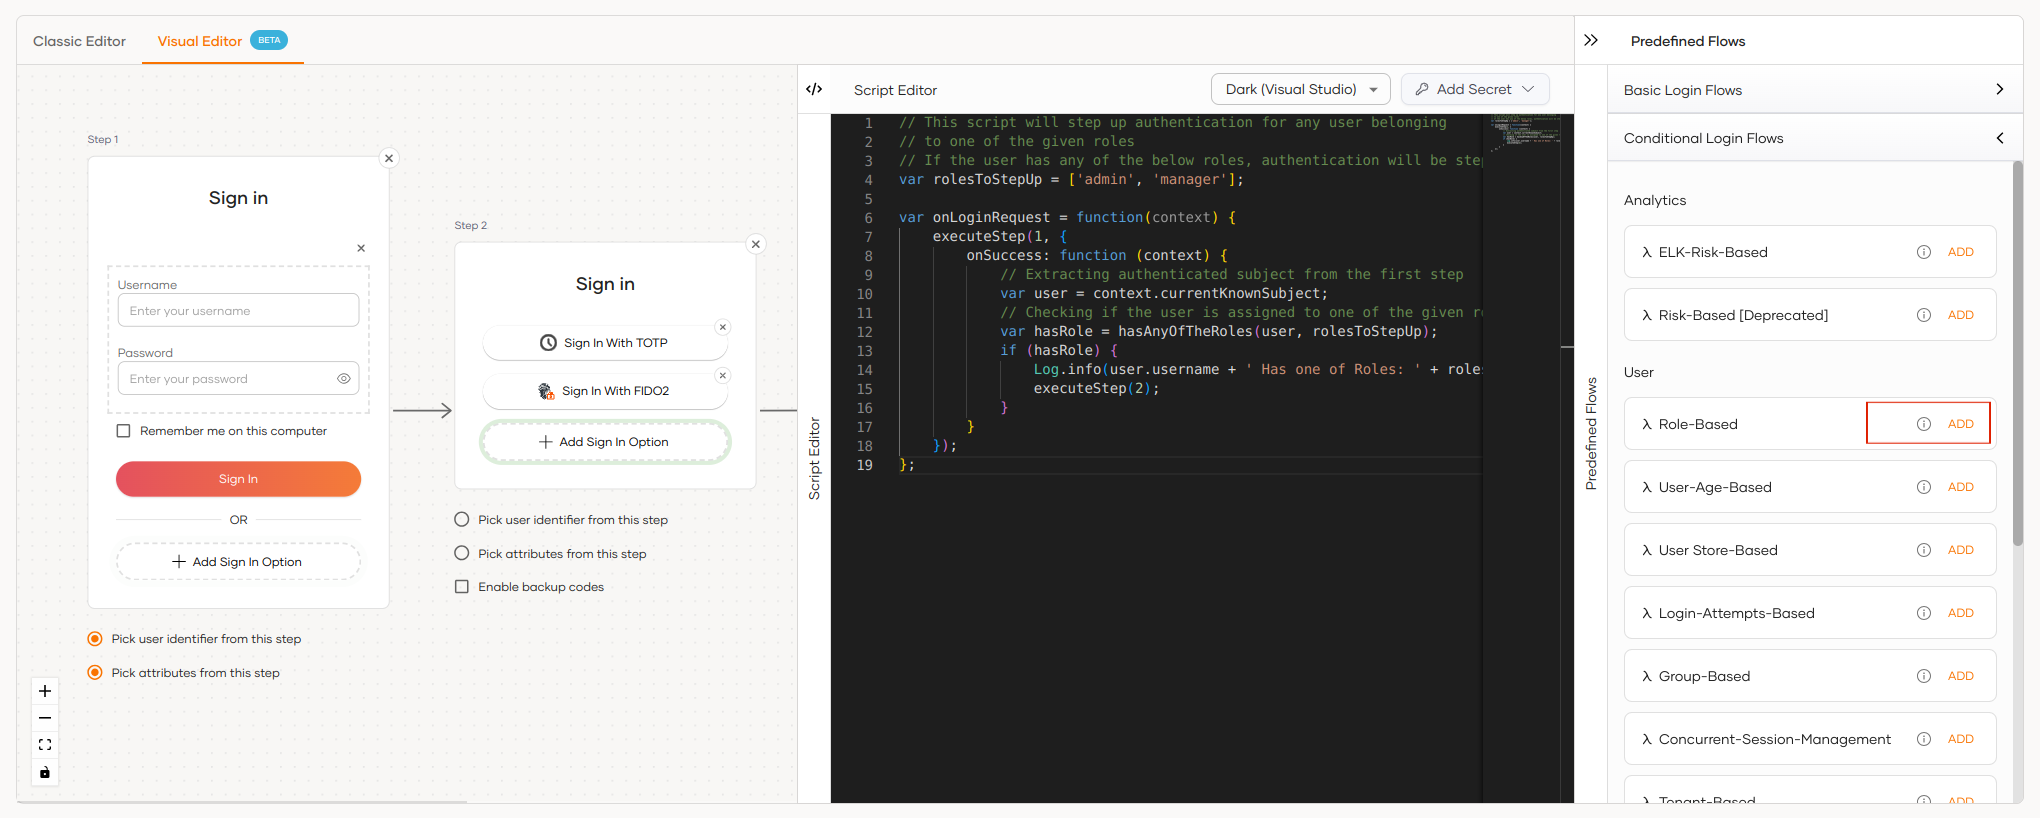 Classic Editor
Visual Editor BETA
Step 1
Sign in
Username
Enter your username
Password
Enter your password
Remember me on this computer
Sign In
OR
Add Sign In Option
Pick user identifier from this step
Pick attributes from this step
Step 2
Sign in
Sign In With TOTP
Sign In With FIDO2
Add Sign In Option
Pick user identifier from this step
Pick attributes from this step
Enable backup codes
</> Script Editor
Dark (Visual Studio)
Add Secret
Script Editor
1 // This script will step up authentication for any user belonging
2 // to one of the given roles
3 // If the user has any of the below roles, authentication will be ste
4 var rolesToStepUp = ['admin', 'manager'];
5
6 var onLoginRequest = function(context) {
7 executeStep(1, {
8 onSuccess: function (context) {
9 // Extracting authenticated subject from the first step
10 var user = context.currentKnownSubject;
11 // Checking if the user is assigned to one of the given r
12 var hasRole = hasAnyOfTheRoles(user, rolesToStepUp);
13 if (hasRole) {
14 Log.info(user.username + ' Has one of Roles: ' + roles
15 executeStep(2);
16 }
17 }
18 });
19 };
Predefined Flows
Predefined Flows
Basic Login Flows
Conditional Login Flows
Analytics
λ ELK-Risk-Based ADD
λ Risk-Based [Deprecated] ADD
User
λ Role-Based ADD
λ User-Age-Based ADD
λ User Store-Based ADD
λ Login-Attempts-Based ADD
λ Group-Based ADD
λ Concurrent-Session-Management ADD
λ Tenant-Based ADD